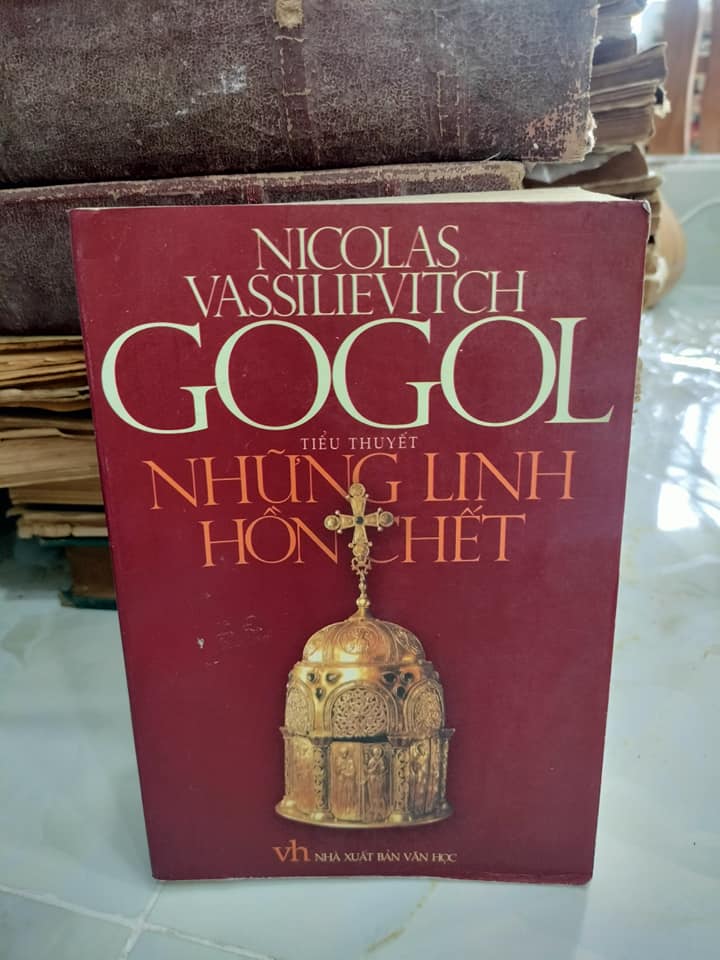 NICOLAS
VASSILIEVITCH
GOGOL
TIỂU THUYẾT
NHỮNG LINH
HỒN CHẾT
vh NHÀ XUẤT BẢN VĂN HỌC